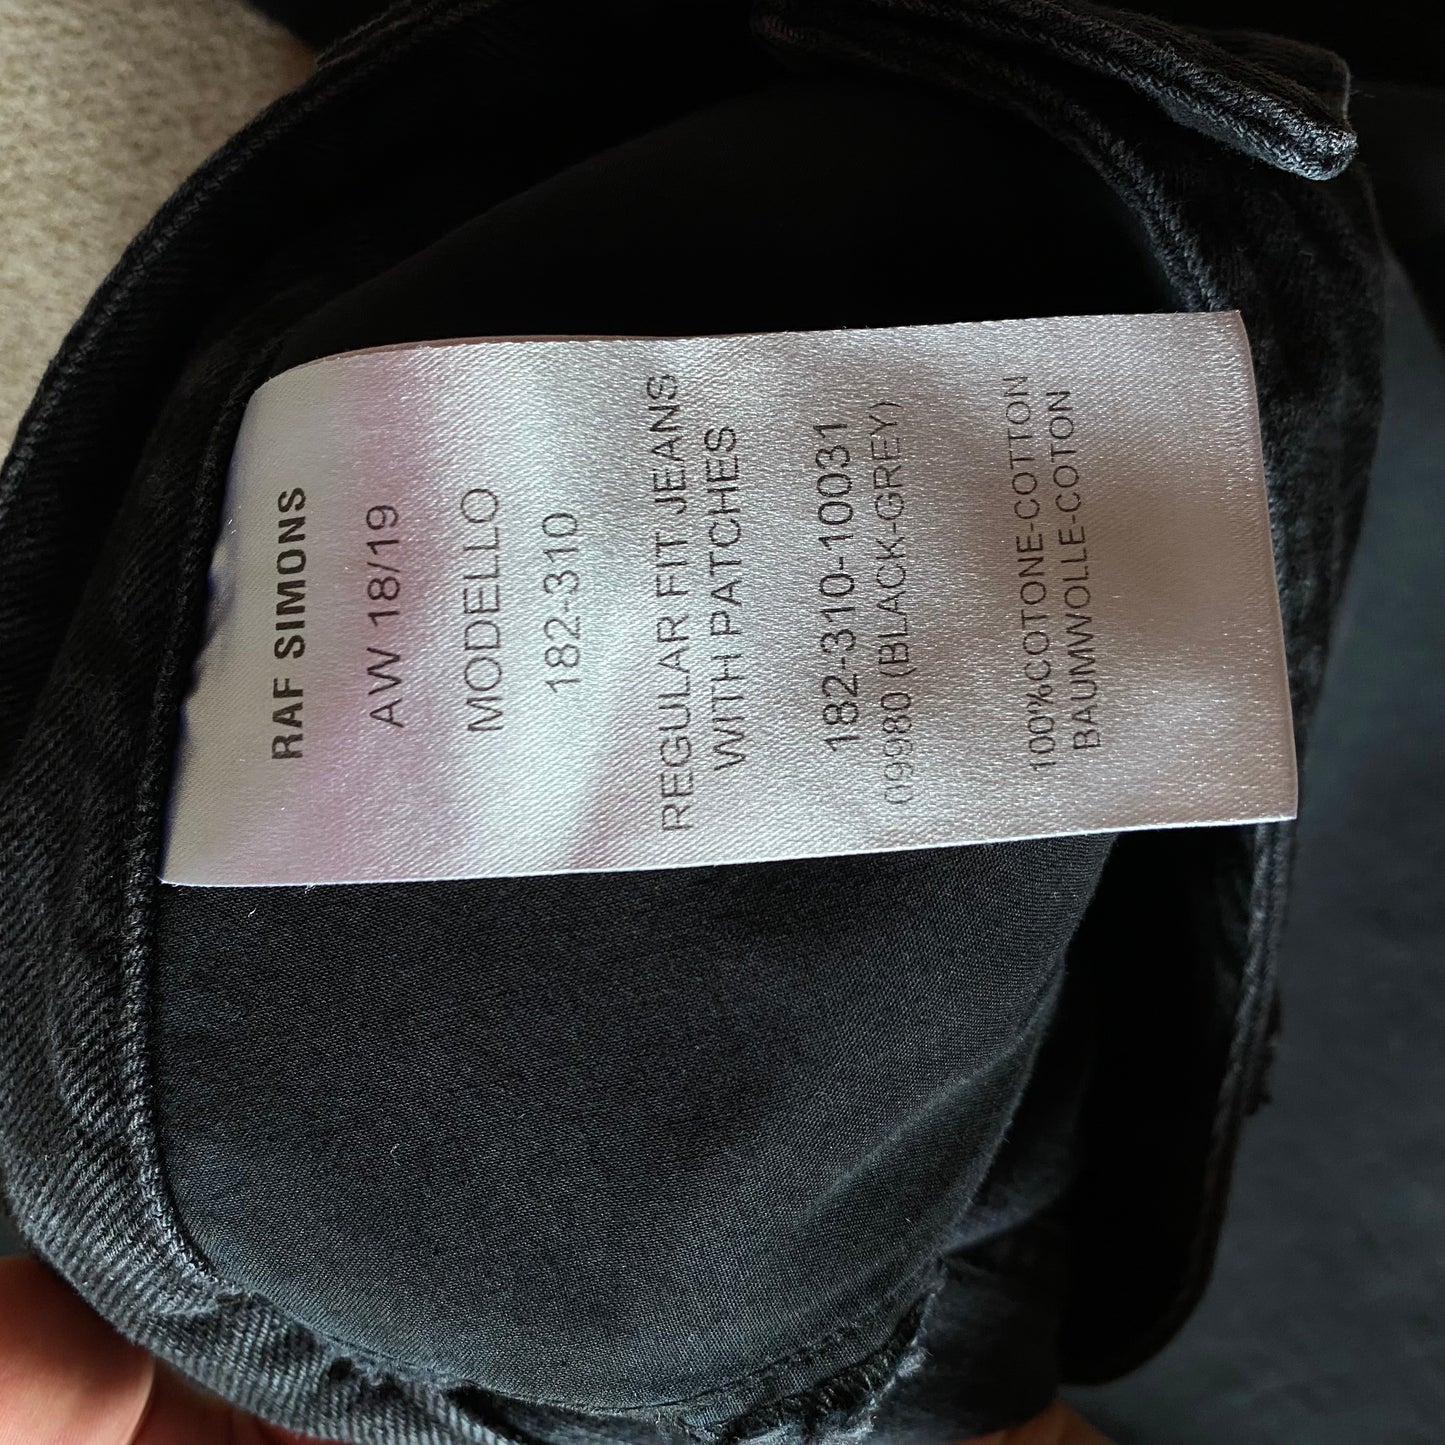 RAF SIMONS
AW 18/19
MODELLO
182-310
REGULAR FIT JEANS
WITH PATCHES
182-310-10031
09980 (BLACK-GREY)
100%COTONE-COTTON
BAUMWOLLE-COTON